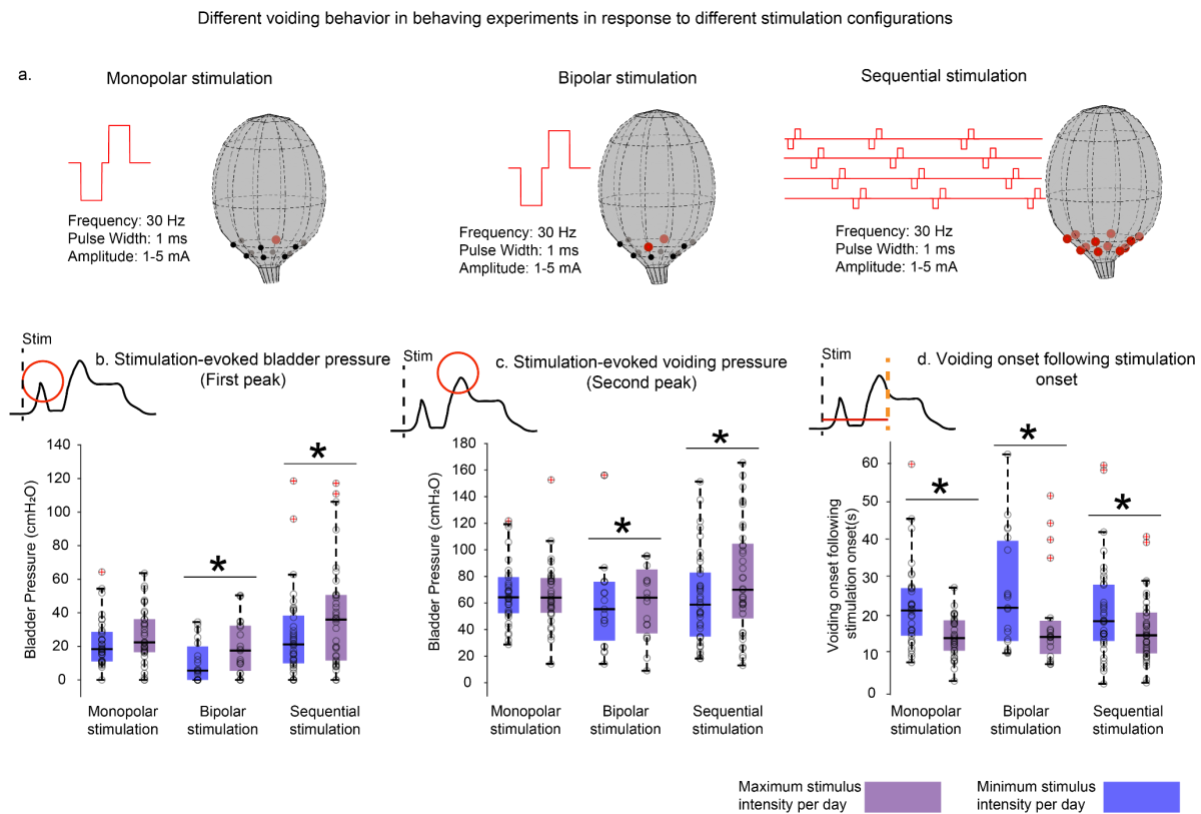 Different voiding behavior in behaving experiments in response to different stimulation configurations
a.
Monopolar stimulation
Frequency: 30 Hz
Pulse Width: 1 ms
Amplitude: 1-5 mA
Bipolar stimulation
Frequency: 30 Hz
Pulse Width: 1 ms
Amplitude: 1-5 mA
Sequential stimulation
Frequency: 30 Hz
Pulse Width: 1 ms
Amplitude: 1-5 mA
Stim
b. Stimulation-evoked bladder pressure
(First peak)
Bladder Pressure (cmH₂O)
140
120
100
80
60
40
20
0
*
*
Monopolar
stimulation
Bipolar
stimulation
Sequential
stimulation
Stim
c. Stimulation-evoked voiding pressure
(Second peak)
Bladder Pressure (cmH₂O)
180
160
140
120
100
80
60
40
20
0
*
*
Monopolar
stimulation
Bipolar
stimulation
Sequential
stimulation
Stim
d. Voiding onset following stimulation
onset
Voiding onset following
stimulation onset(s)
60
50
40
30
20
10
0
*
*
*
Monopolar
stimulation
Bipolar
stimulation
Sequential
stimulation
Maximum stimulus
intensity per day
Minimum stimulus
intensity per day